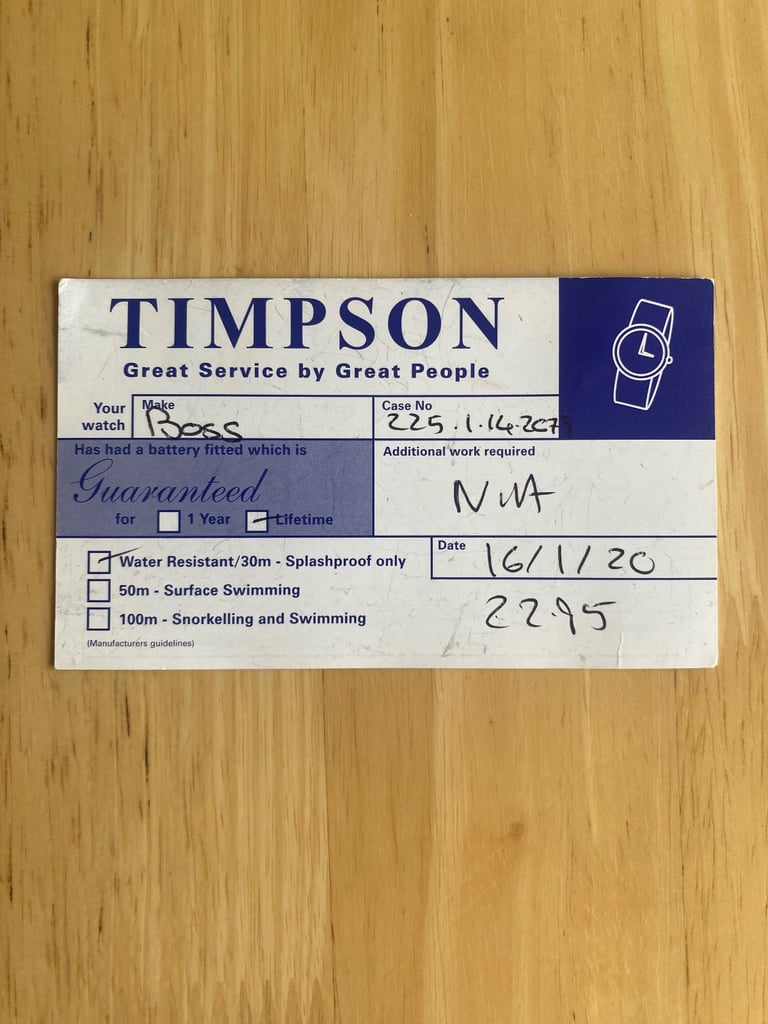 TIMPSON
Great Service by Great People
Your watch
Make
Boss
Case No
225.1.14.2079
Has had a battery fitted which is
Guaranteed
for 1 Year Lifetime
Additional work required
N/A
Water Resistant/30m - Splashproof only
50m - Surface Swimming
100m - Snorkelling and Swimming
(Manufacturers guidelines)
Date
16/1/20
22.95